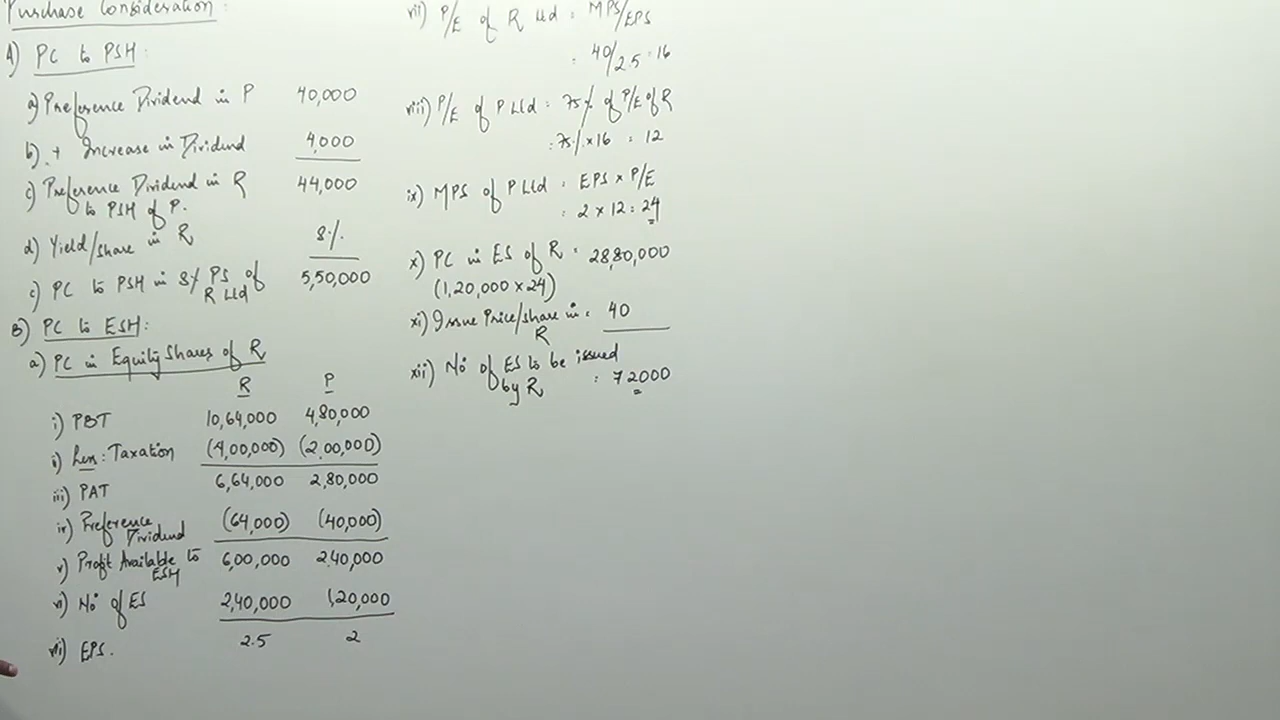 Purchase Consideration:
A) PC to PSH:
a) Preference Dividend in P 40,000
b) + Increase in Dividend 4,000
c) Preference Dividend in R 44,000
to PSH of P.
d) Yield/share in R 8%
e) PC to PSH in 8% PS of 5,50,000
R Ltd
B) PC to ESH:
a) PC in Equity Shares of R
R P
i) PBT 10,64,000 4,80,000
ii) Less: Taxation (4,00,000) (2,00,000)
iii) PAT 6,64,000 2,80,000
iv) Preference (64,000) (40,000)
Dividend
v) Profit Available to 6,00,000 2,40,000
ESH
vi) No of ES 2,40,000 1,20,000
vii) EPS. 2.5 2
vii) P/E of R Ltd = MPS/EPS
= 40/2.5 = 16
viii) P/E of P Ltd = 75% of P/E of R
= 75% × 16 = 12
ix) MPS of P Ltd = EPS × P/E
= 2 × 12 = 24
x) PC in ES of R = 28,80,000
(1,20,000 × 24)
xi) Issue Price/share in = 40
R
xii) No of ES to be issued
by R = 72000